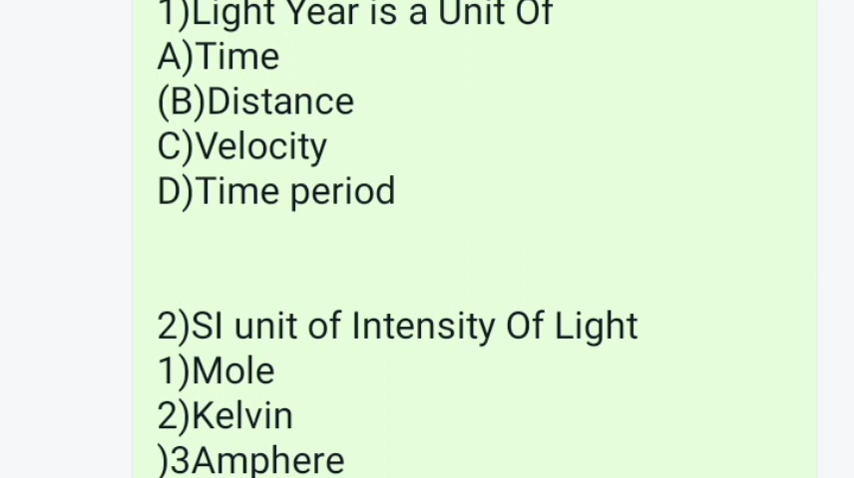 1)Light Year is a Unit Of
A)Time
(B)Distance
C)Velocity
D)Time period
2)SI unit of Intensity Of Light
1)Mole
2)Kelvin
)3Amphere